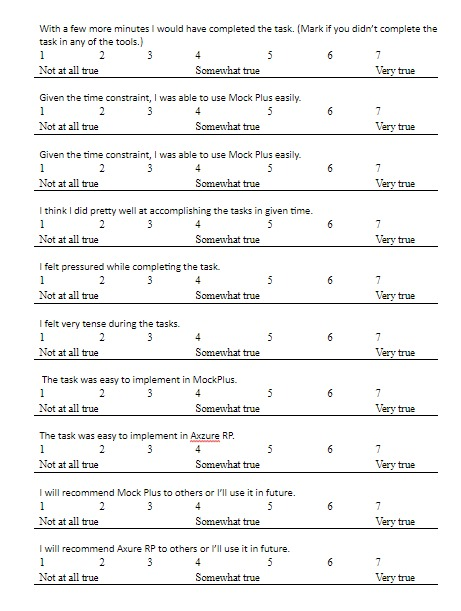 With a few more minutes I would have completed the task. (Mark if you didn't complete the
task in any of the tools.)
1 2 3 4 5 6 7
Not at all true Somewhat true Very true
Given the time constraint, I was able to use Mock Plus easily.
1 2 3 4 5 6 7
Not at all true Somewhat true Very true
Given the time constraint, I was able to use Mock Plus easily.
1 2 3 4 5 6 7
Not at all true Somewhat true Very true
I think I did pretty well at accomplishing the tasks in given time.
1 2 3 4 5 6 7
Not at all true Somewhat true Very true
I felt pressured while completing the task.
1 2 3 4 5 6 7
Not at all true Somewhat true Very true
I felt very tense during the tasks.
1 2 3 4 5 6 7
Not at all true Somewhat true Very true
The task was easy to implement in MockPlus.
1 2 3 4 5 6 7
Not at all true Somewhat true Very true
The task was easy to implement in Axzure RP.
1 2 3 4 5 6 7
Not at all true Somewhat true Very true
I will recommend Mock Plus to others or I'll use it in future.
1 2 3 4 5 6 7
Not at all true Somewhat true Very true
I will recommend Axure RP to others or I'll use it in future.
1 2 3 4 5 6 7
Not at all true Somewhat true Very true